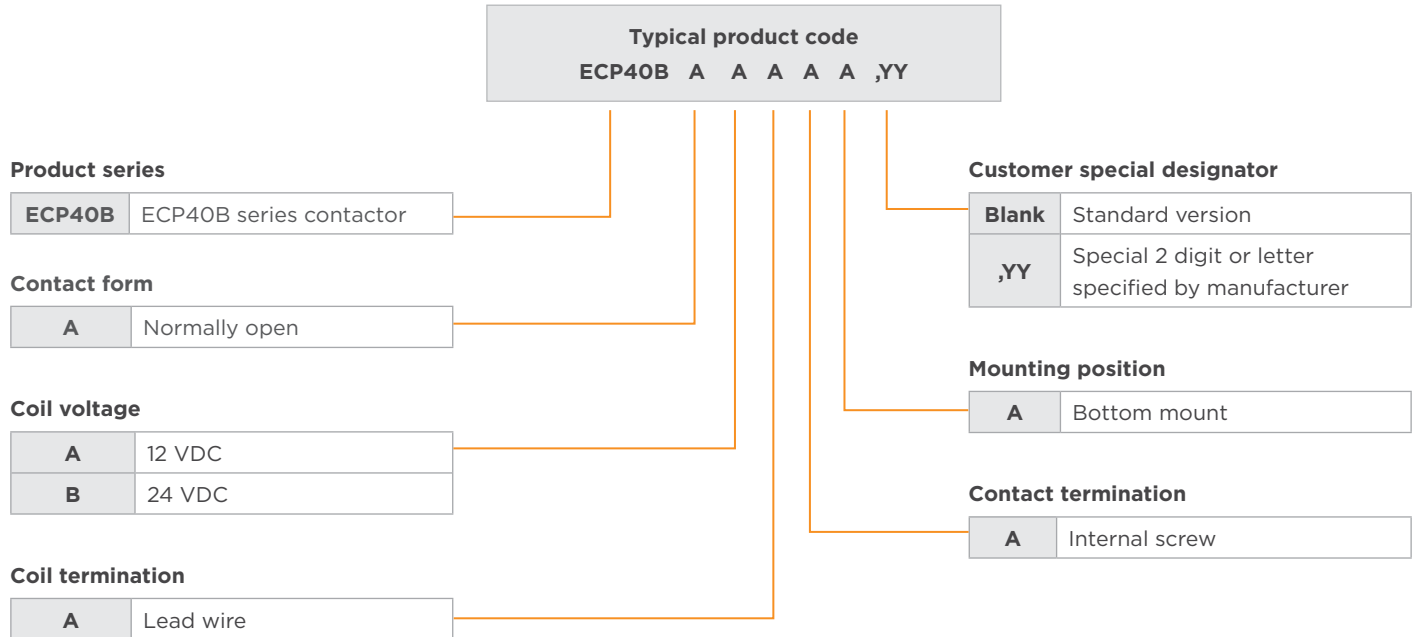 Typical product code
ECP40B A A A A A ,YY
Product series
ECP40B ECP40B series contactor
Contact form
A Normally open
Coil voltage
A 12 VDC
B 24 VDC
Coil termination
A Lead wire
Customer special designator
Blank Standard version
,YY Special 2 digit or letter
specified by manufacturer
Mounting position
A Bottom mount
Contact termination
A Internal screw